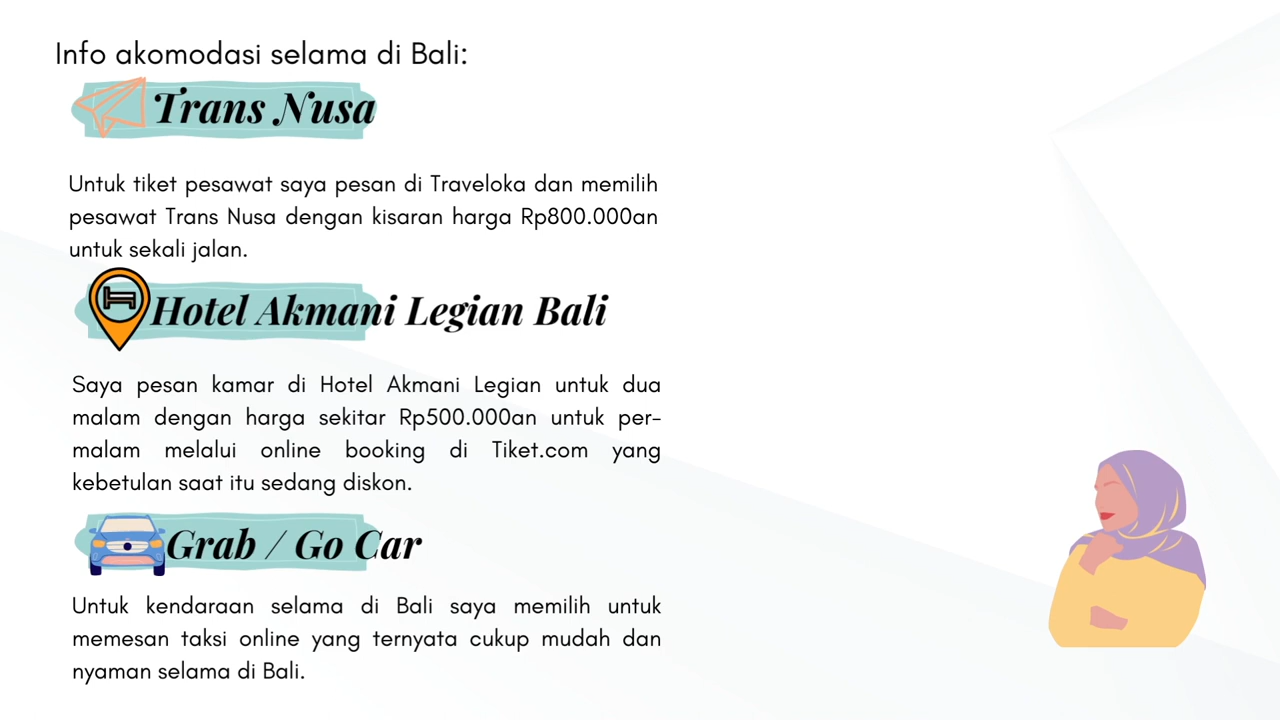 Info akomodasi selama di Bali:
Trans Nusa
Untuk tiket pesawat saya pesan di Traveloka dan memilih
pesawat Trans Nusa dengan kisaran harga Rp800.000an
untuk sekali jalan.
Hotel Akmani Legian Bali
Saya pesan kamar di Hotel Akmani Legian untuk dua
malam dengan harga sekitar Rp500.000an untuk per-
malam melalui online booking di Tiket.com yang
kebetulan saat itu sedang diskon.
Grab / Go Car
Untuk kendaraan selama di Bali saya memilih untuk
memesan taksi online yang ternyata cukup mudah dan
nyaman selama di Bali.